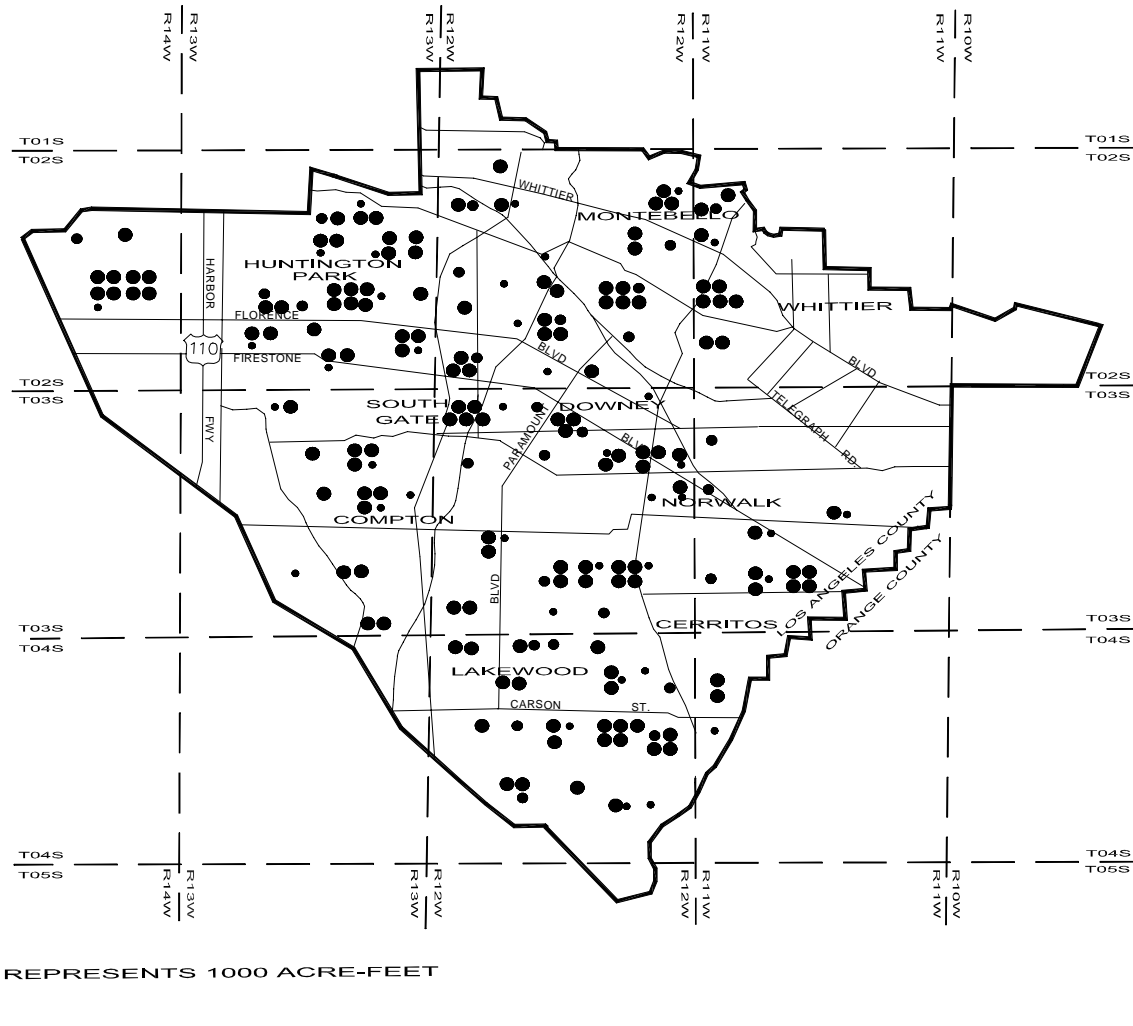 R14W R13W
R13W R12W
R12W R11W
R11W R10W
T01S T01S
T02S T02S
WHITTIER
MONTEBELLO
HUNTINGTON
PARK
HARBOR
WHITTIER
FLORENCE
110
FIRESTONE
BLVD
BLVD
T02S T02S
T03S T03S
SOUTH
GATE
DOWNEY
TELEGRAPH RD.
FWY
PARAMOUNT
BLVD
NORWALK
COMPTON
LOS ANGELES COUNTY
ORANGE COUNTY
BLVD
CERRITOS
T03S T03S
T04S T04S
LAKEWOOD
CARSON ST.
T04S T04S
T05S T05S
R14W R13W
R13W R12W
R12W R11W
R11W R10W
REPRESENTS 1000 ACRE-FEET